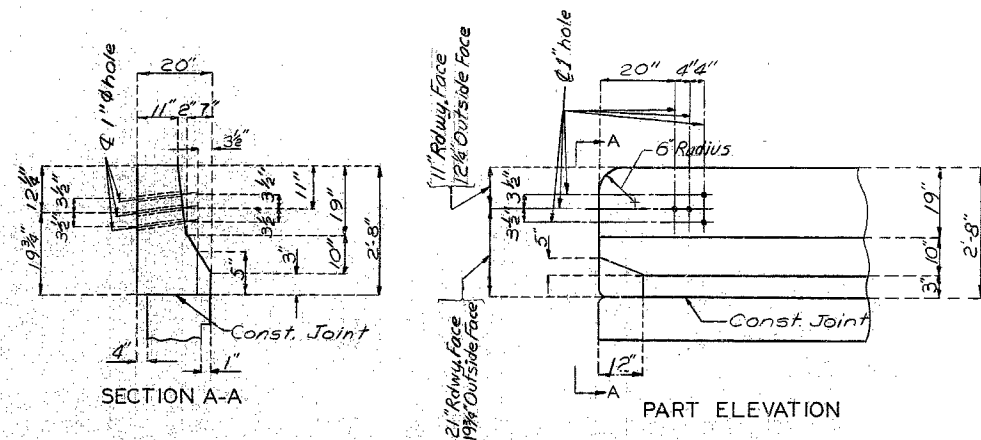 20"
11" 2" 7"
3½"
℄ 1" Ø hole
12¼"
3½"
3½"
19¾"
3½"
3½"
11"
19"
10"
5"
3"
2'-8"
Const. Joint
4"
1"
SECTION A-A
11" Rdwy. Face
12¼" Outside Face
℄ 1" hole
20" 4" 4"
A
6" Radius
3½"
3½"
5"
19"
10"
3"
2'-8"
Const. Joint
21" Rdwy. Face
19¾" Outside Face
12"
A
PART ELEVATION